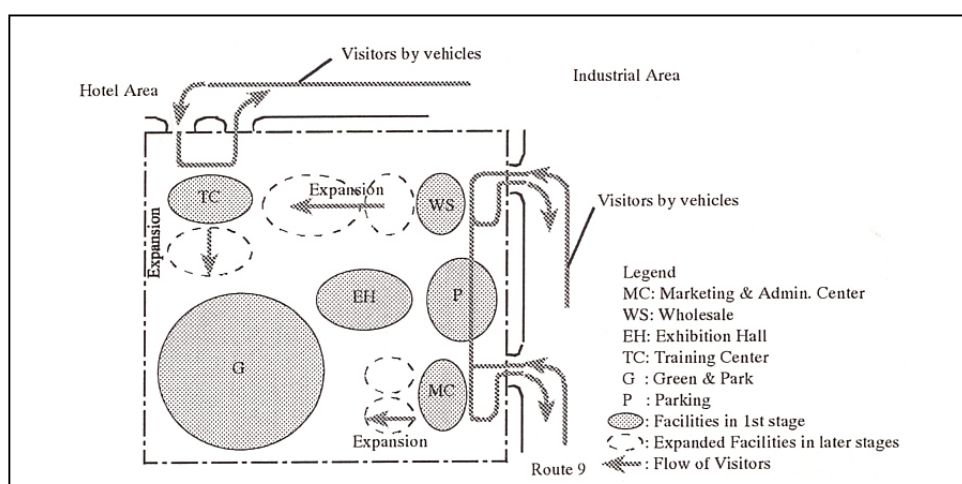 Visitors by vehicles
Hotel Area
Industrial Area
TC
Expansion
WS
Visitors by vehicles
Expansion
EH
P
G
MC
Expansion
Route 9
Legend
MC: Marketing & Admin. Center
WS: Wholesale
EH: Exhibition Hall
TC: Training Center
G : Green & Park
P : Parking
: Facilities in 1st stage
: Expanded Facilities in later stages
: Flow of Visitors